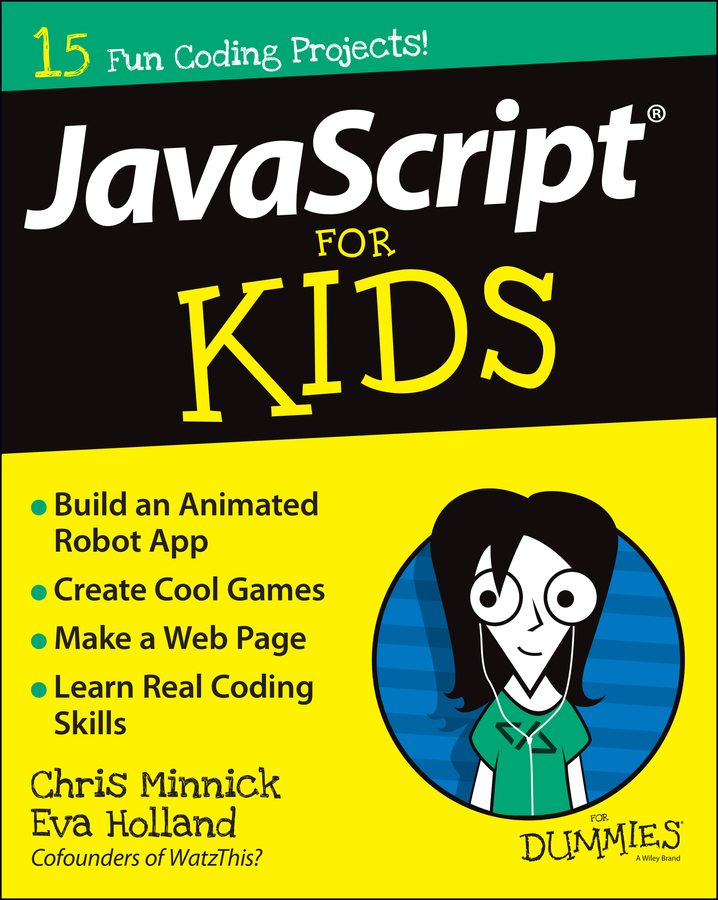 15 Fun Coding Projects!
JavaScript®
FOR
KIDS
• Build an Animated
Robot App
• Create Cool Games
• Make a Web Page
• Learn Real Coding
Skills
</>
Chris Minnick
Eva Holland
Cofounders of WatzThis?
FOR
DUMMIES®
A Wiley Brand